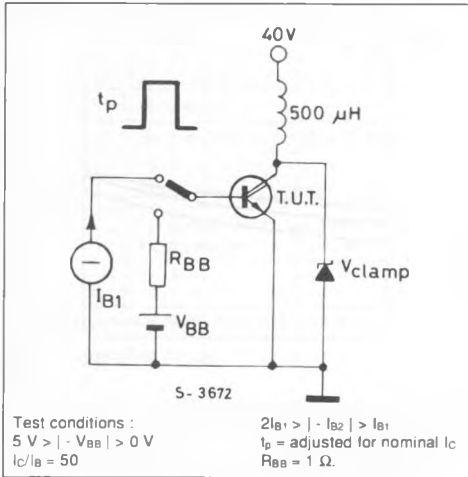 40V
tp
500 μH
T.U.T.
RBB
Vclamp
IB1
VBB
S-3672
Test conditions :
5 V > | - VBB | > 0 V
IC/IB = 50
2IB1 > | - IB2 | > IB1
tp = adjusted for nominal IC
RBB = 1 Ω.